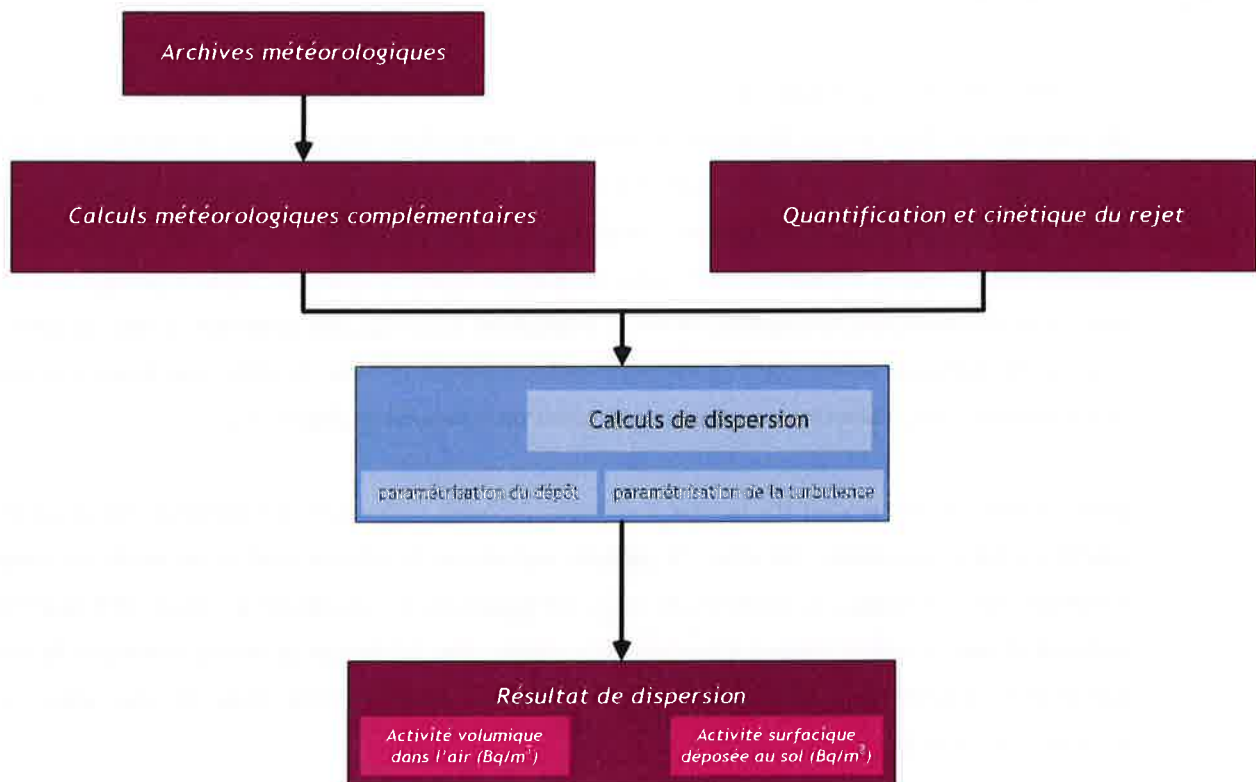 Archives météorologiques
Calculs météorologiques complémentaires
Quantification et cinétique du rejet
Calculs de dispersion
paramétrisation du dépôt
paramétrisation de la turbulence
Résultat de dispersion
Activité volumique
dans l'air (Bq/m³)
Activité surfacique
déposée au sol (Bq/m²)